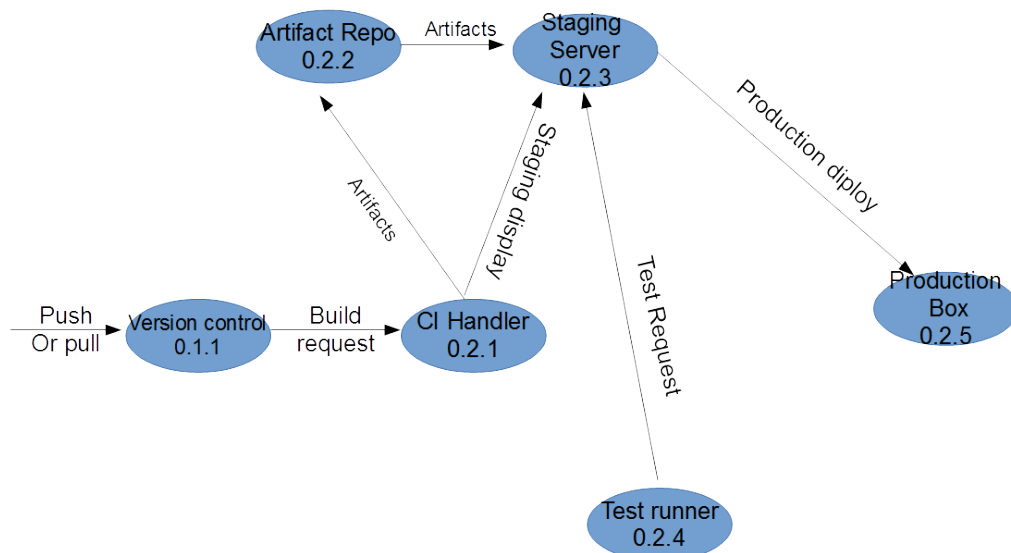 Artifact Repo
0.2.2
Artifacts
Staging
Server
0.2.3
Production diploy
Artifacts
Staging display
Test Request
Push
Or pull
Version control
0.1.1
Build
request
CI Handler
0.2.1
Production
Box
0.2.5
Test runner
0.2.4